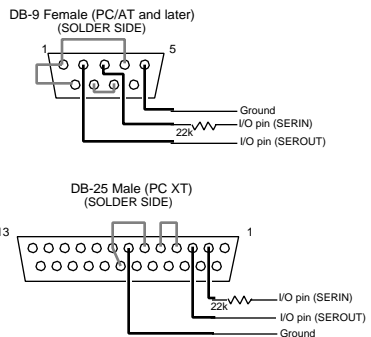 DB-9 Female (PC/AT and later)
(SOLDER SIDE)
1 5
Ground
I/O pin (SERIN)
22k
I/O pin (SEROUT)
DB-25 Male (PC XT)
(SOLDER SIDE)
13 1
I/O pin (SERIN)
22k
I/O pin (SEROUT)
Ground